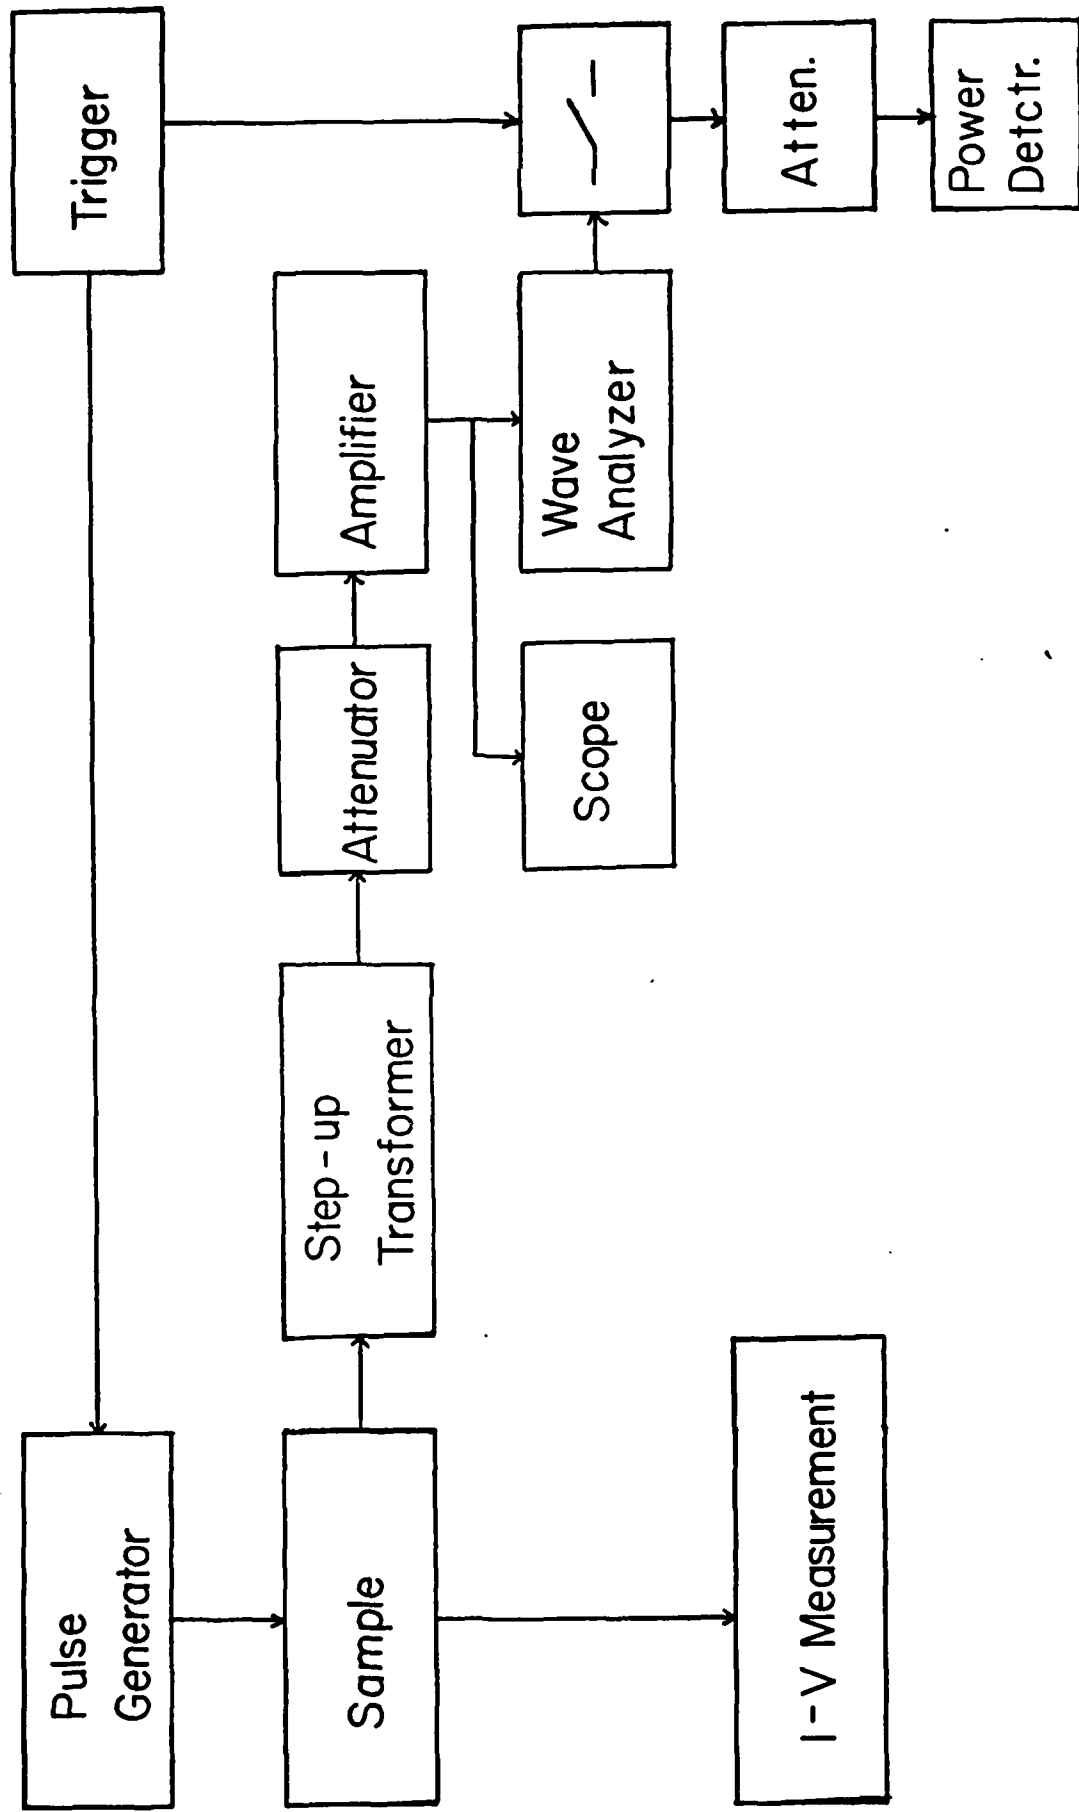 Pulse
Generator
Trigger
Sample
Step-up
Transformer
Attenuator
Amplifier
Scope
Wave
Analyzer
I-V Measurement
Atten.
Power
Detctr.